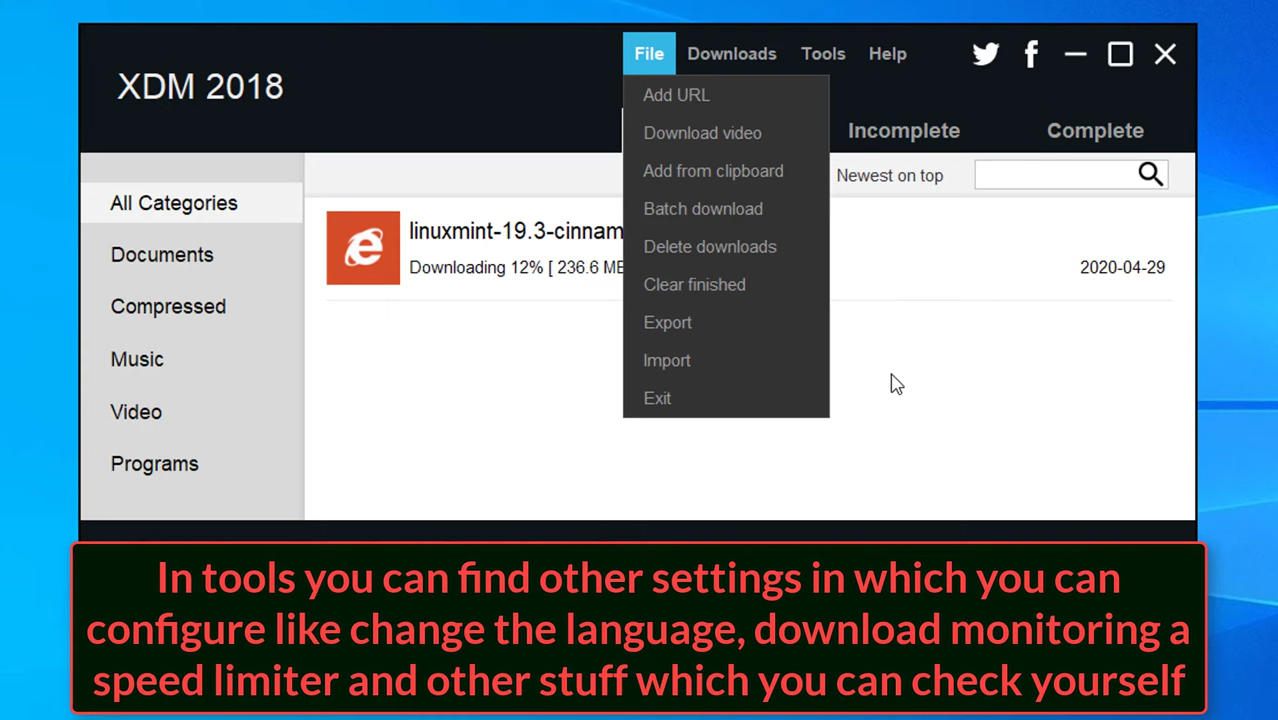 File Downloads Tools Help
XDM 2018
Add URL
Download video
Add from clipboard
Batch download
Delete downloads
Clear finished
Export
Import
Exit
Incomplete Complete
Newest on top
All Categories
Documents
Compressed
Music
Video
Programs
linuxmint-19.3-cinnam
Downloading 12% [ 236.6 ME 2020-04-29
In tools you can find other settings in which you can
configure like change the language, download monitoring a
speed limiter and other stuff which you can check yourself